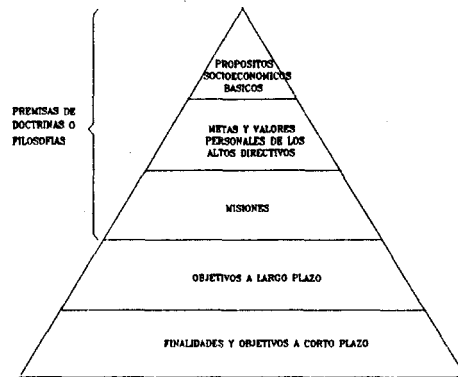 PROPOSITOS
SOCIOECONOMICOS
BASICOS
PREMISAS DE
DOCTRINAS O
FILOSOFIAS
METAS Y VALORES
PERSONALES DE LOS
ALTOS DIRECTIVOS
MISIONES
OBJETIVOS A LARGO PLAZO
FINALIDADES Y OBJETIVOS A CORTO PLAZO